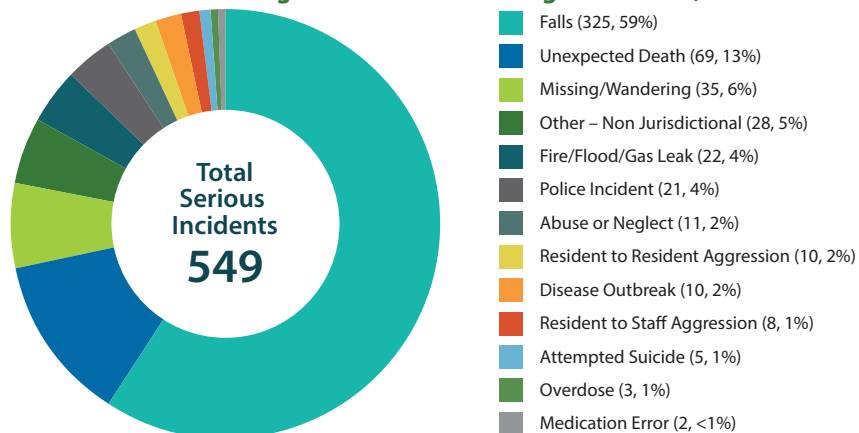 Total
Serious
Incidents
549
Falls (325, 59%)
Unexpected Death (69, 13%)
Missing/Wandering (35, 6%)
Other – Non Jurisdictional (28, 5%)
Fire/Flood/Gas Leak (22, 4%)
Police Incident (21, 4%)
Abuse or Neglect (11, 2%)
Resident to Resident Aggression (10, 2%)
Disease Outbreak (10, 2%)
Resident to Staff Aggression (8, 1%)
Attempted Suicide (5, 1%)
Overdose (3, 1%)
Medication Error (2, <1%)